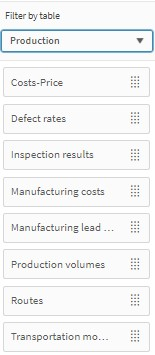 Filter by table
Production
Costs-Price
Defect rates
Inspection results
Manufacturing costs
Manufacturing lead ...
Production volumes
Routes
Transportation mo...